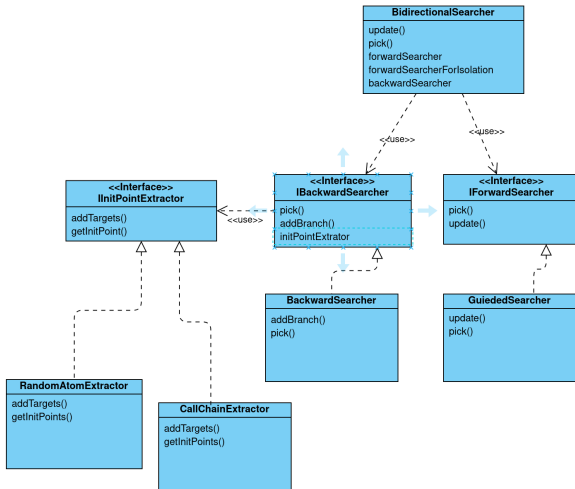 BidirectionalSearcher
update()
pick()
forwardSearcher
forwardSearcherForIsolation
backwardSearcher
<<use>>
<<use>>
<<Interface>>
IInitPointExtractor
addTargets()
getInitPoint()
<<use>>
<<Interface>>
IBackwardSearcher
pick()
addBranch()
initPointExtrator
<<Interface>>
IForwardSearcher
pick()
update()
BackwardSearcher
addBranch()
pick()
GuiededSearcher
update()
pick()
RandomAtomExtractor
addTargets()
getInitPoints()
CallChainExtractor
addTargets()
getInitPoints()